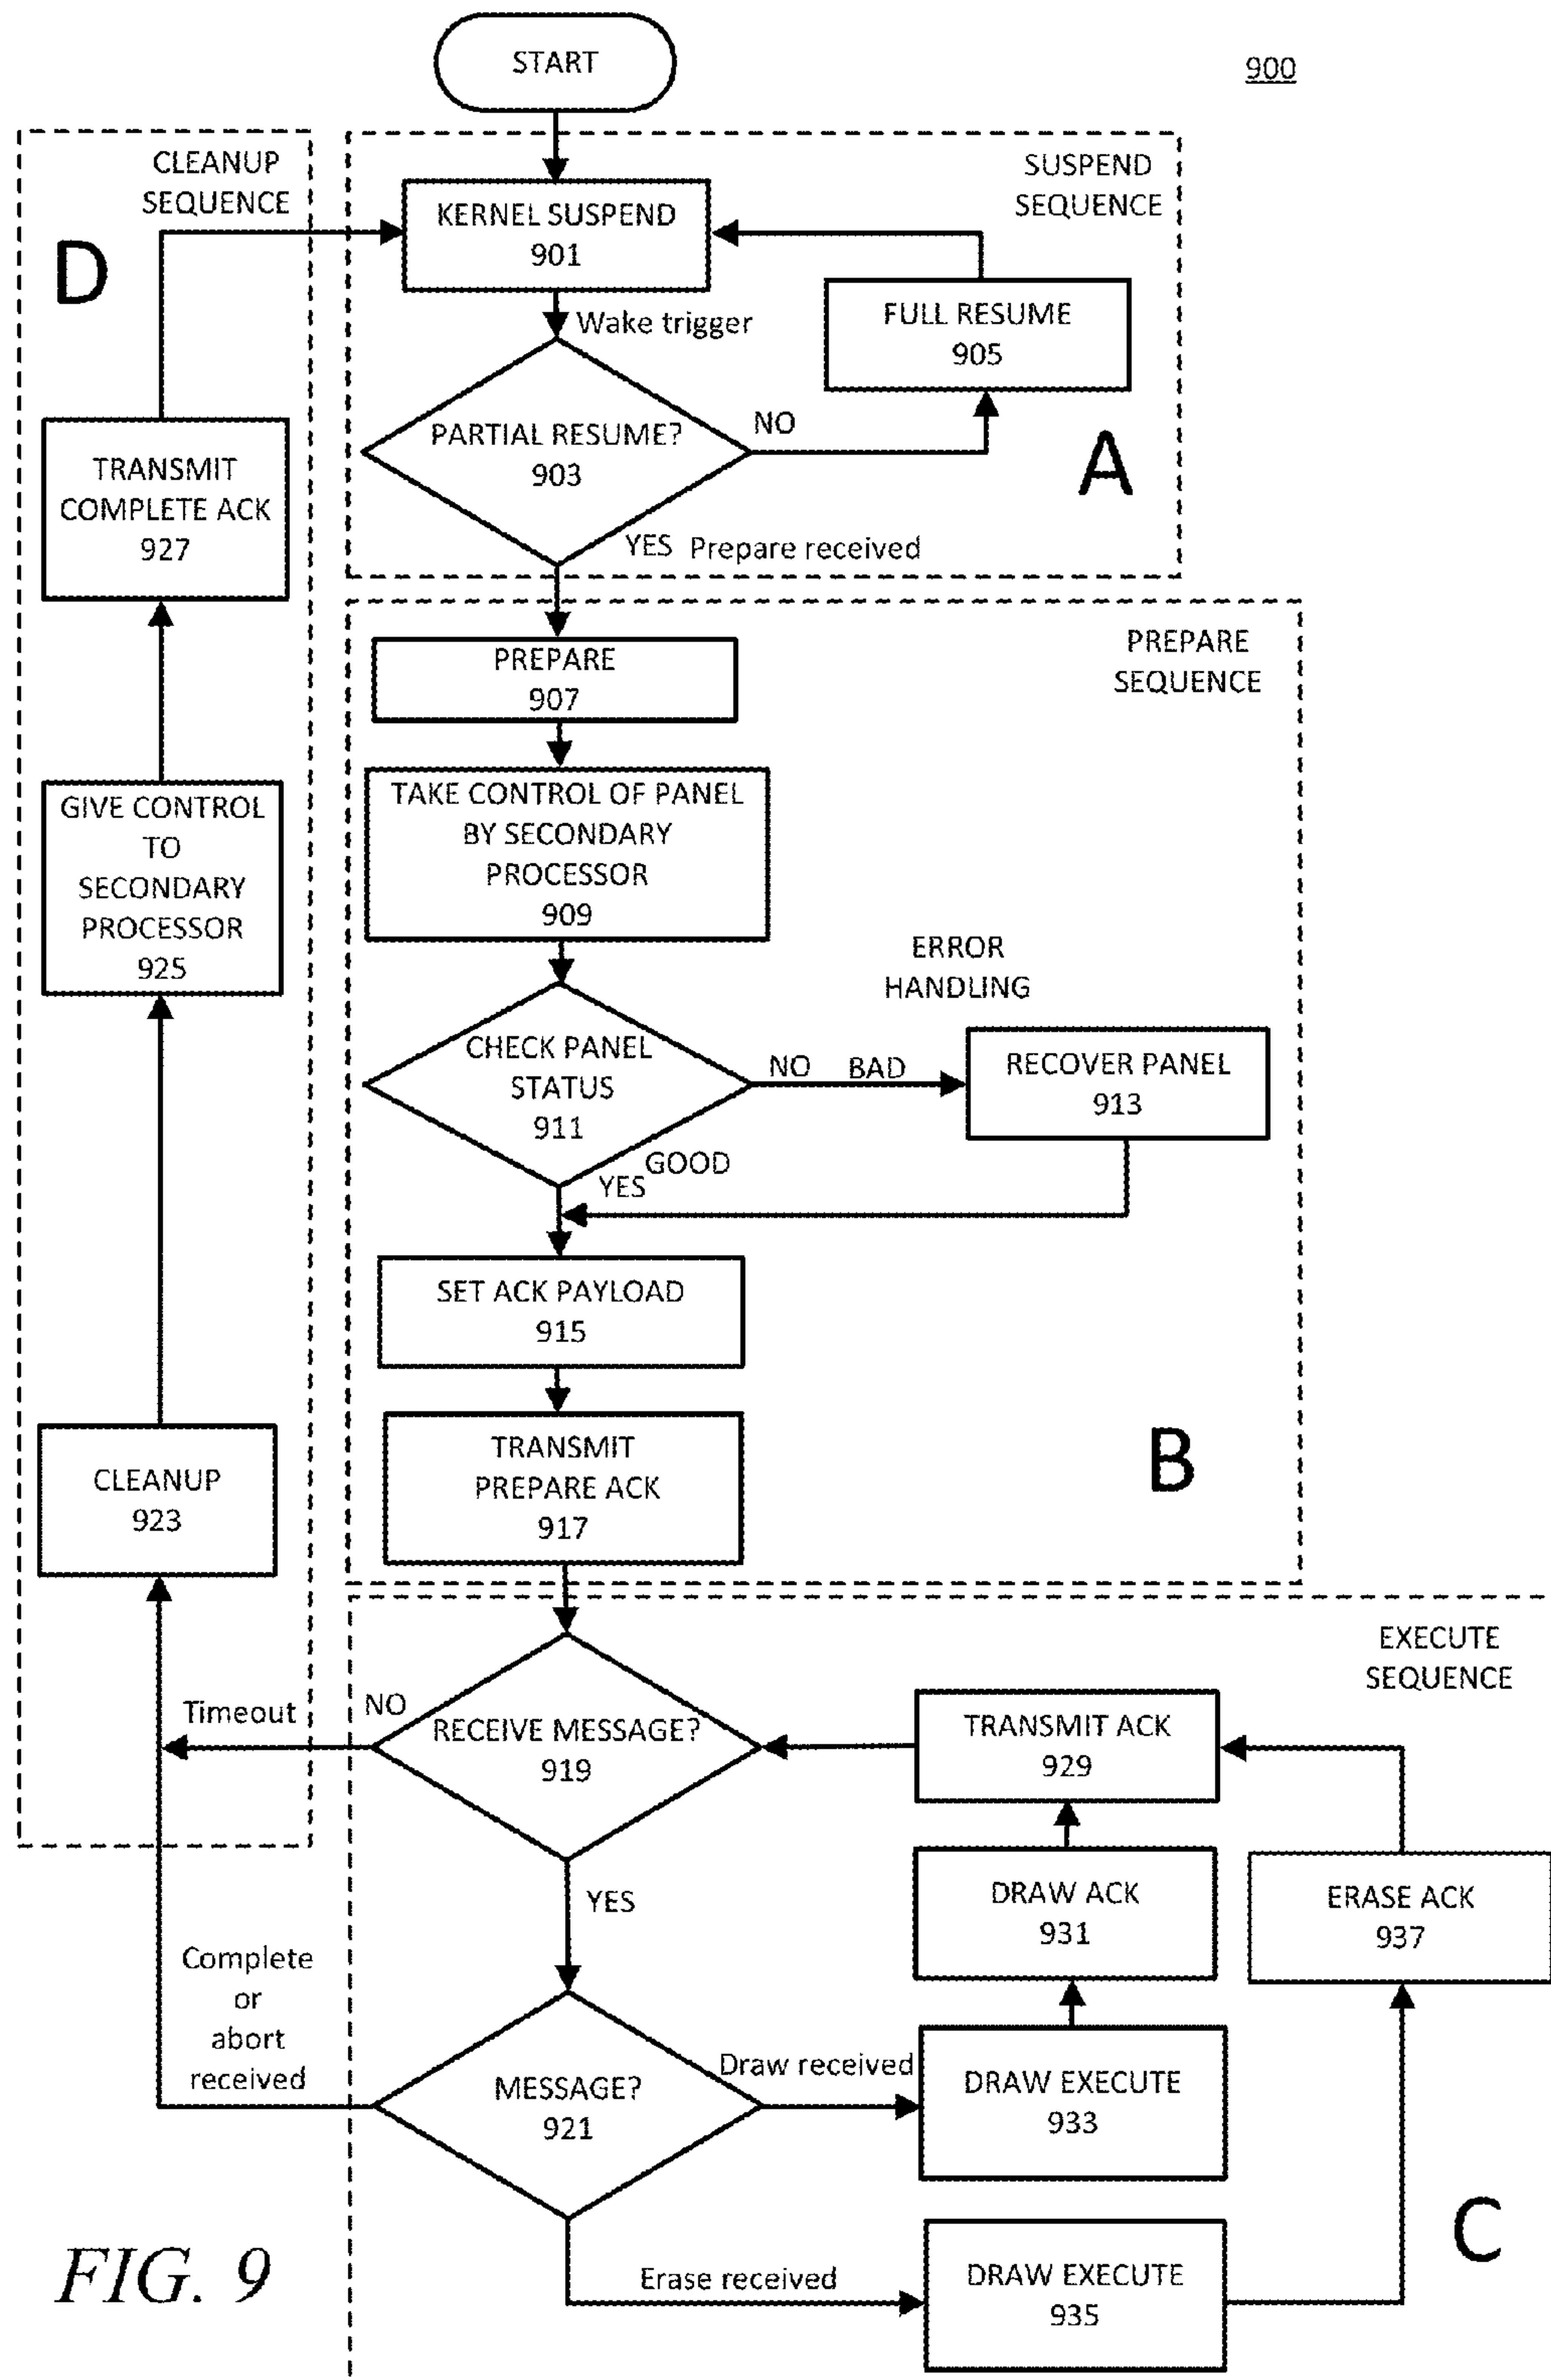 START
900
CLEANUP
SEQUENCE
D
SUSPEND
SEQUENCE
KERNEL SUSPEND
901
Wake trigger
FULL RESUME
905
PARTIAL RESUME?
903
NO
A
YES Prepare received
TRANSMIT
COMPLETE ACK
927
PREPARE
SEQUENCE
PREPARE
907
TAKE CONTROL OF PANEL
BY SECONDARY
PROCESSOR
909
GIVE CONTROL
TO
SECONDARY
PROCESSOR
925
ERROR
HANDLING
CHECK PANEL
STATUS
911
NO BAD
RECOVER PANEL
913
GOOD
YES
SET ACK PAYLOAD
915
TRANSMIT
PREPARE ACK
917
B
CLEANUP
923
EXECUTE
SEQUENCE
Timeout
NO
RECEIVE MESSAGE?
919
TRANSMIT ACK
929
YES
DRAW ACK
931
ERASE ACK
937
Complete
or
abort
received
MESSAGE?
921
Draw received
DRAW EXECUTE
933
Erase received
DRAW EXECUTE
935
C
FIG. 9